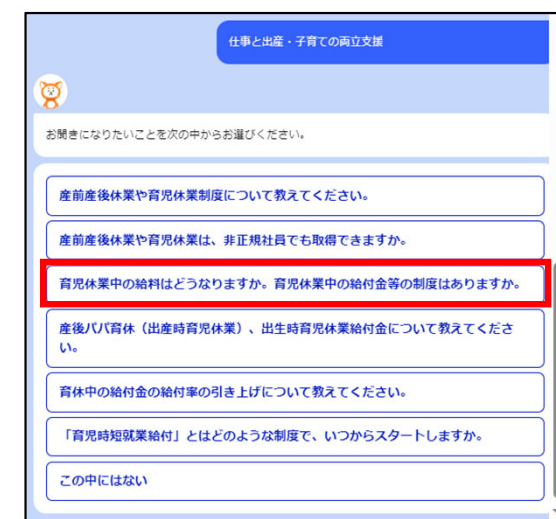 仕事と出産・子育ての両立支援
お聞きになりたいことを次の中からお選びください。
産前産後休業や育児休業制度について教えてください。
産前産後休業や育児休業は、非正規社員でも取得できますか。
育児休業中の給料はどうなりますか。育児休業中の給付金等の制度はありますか。
産後パパ育休（出産時育児休業）、出生時育児休業給付金について教えてくださ
い。
育休中の給付金の給付率の引き上げについて教えてください。
「育児時短就業給付」とはどのような制度で、いつからスタートしますか。
この中にはない